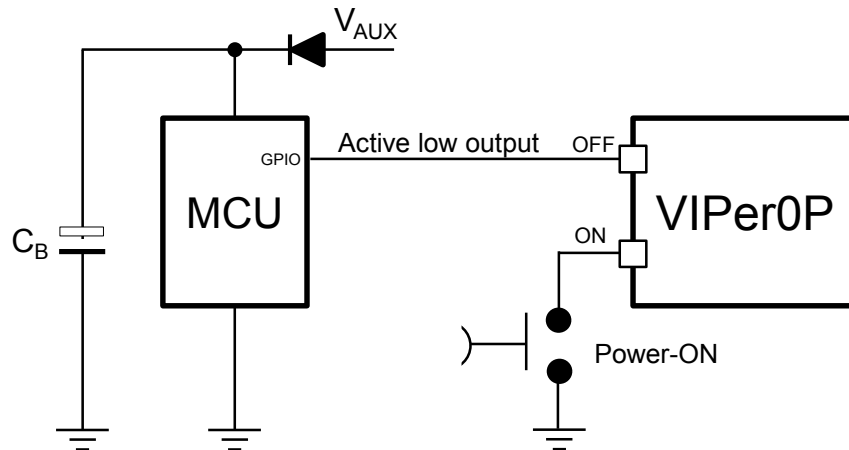 VAUX
Active low output
OFF
GPIO
MCU
VIPer0P
CB
ON
Power-ON